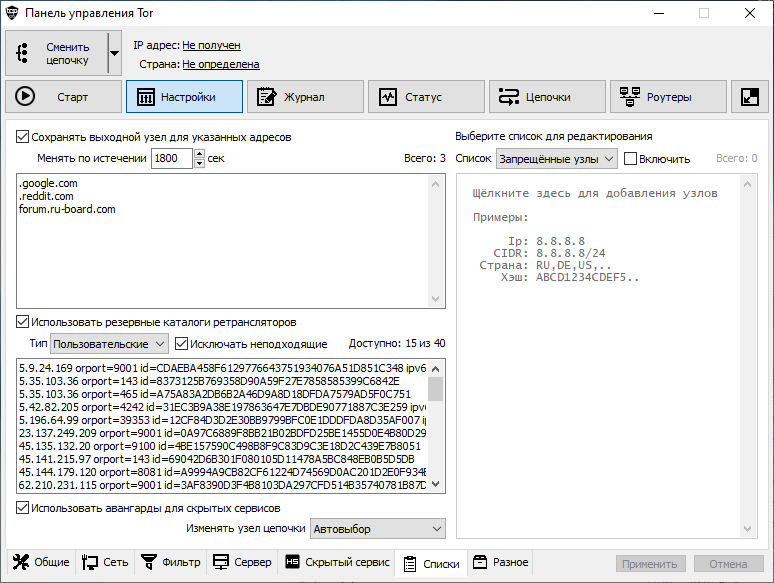 Панель управления Tor
Сменить цепочку
IP адрес: Не получен
Страна: Не определена
Старт
Настройки
Журнал
Статус
Цепочки
Роутеры
Сохранять выходной узел для указанных адресов
Менять по истечении 1800 сек Всего: 3
.google.com
.reddit.com
forum.ru-board.com
Использовать резервные каталоги ретрансляторов
Тип Пользовательские Исключать неподходящие Доступно: 15 из 40
5.9.24.169 orport=9001 id=CDAEBA458F6129776643751934076A51D851C348 ipv6
5.35.103.36 orport=143 id=8373125B769358D90A59F27E7858585399C6842E
5.35.103.36 orport=465 id=A75A83A2DB6B2A46D9A8D18DFDA7579AD5F0C751
5.42.82.205 orport=4242 id=31EC3B9A38E197863647E7DBDE90771887C3E259 ipv6
5.196.64.99 orport=39353 id=12CF84D3D2E30BB9799BFC0E1DDDFDA8D35AF007
23.137.249.209 orport=9001 id=0A97C6889F8BB21B02BDFD25BE1455D0E4B80D29
45.135.132.20 orport=9100 id=4BE157590C498B8F9C83D9C3E18D2C439E7B8051
45.141.215.97 orport=143 id=69042D6B301F080105D11478A5BC848EB0B5D5DB
45.144.179.120 orport=8081 id=A9994A9CB82CF61224D74569D0AC201D2E0F934E
62.210.231.115 orport=9001 id=3AF8390D3F4B8103DA297CFD514B35740781B87D
Использовать авангарды для скрытых сервисов
Изменять узел цепочки Автовыбор
Выберите список для редактирования
Список Запрещённые узлы Включить Всего: 0
Щёлкните здесь для добавления узлов
Примеры:
Ip: 8.8.8.8
CIDR: 8.8.8.8/24
Страна: RU,DE,US,..
Хэш: ABCD1234CDEF5..
Общие
Сеть
Фильтр
Сервер
HS Скрытый сервис
Списки
Разное
Применить
Отмена